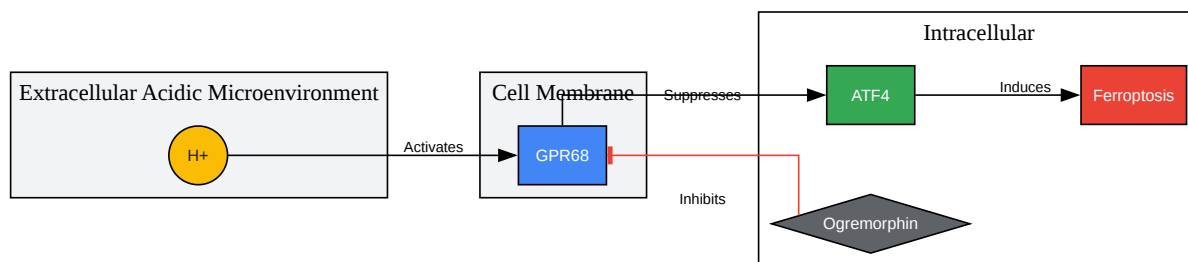 Intracellular
Extracellular Acidic Microenvironment
Cell Membrane
Suppresses
ATF4
Induces
Ferroptosis
H+
Activates
GPR68
Inhibits
Ogremorphin